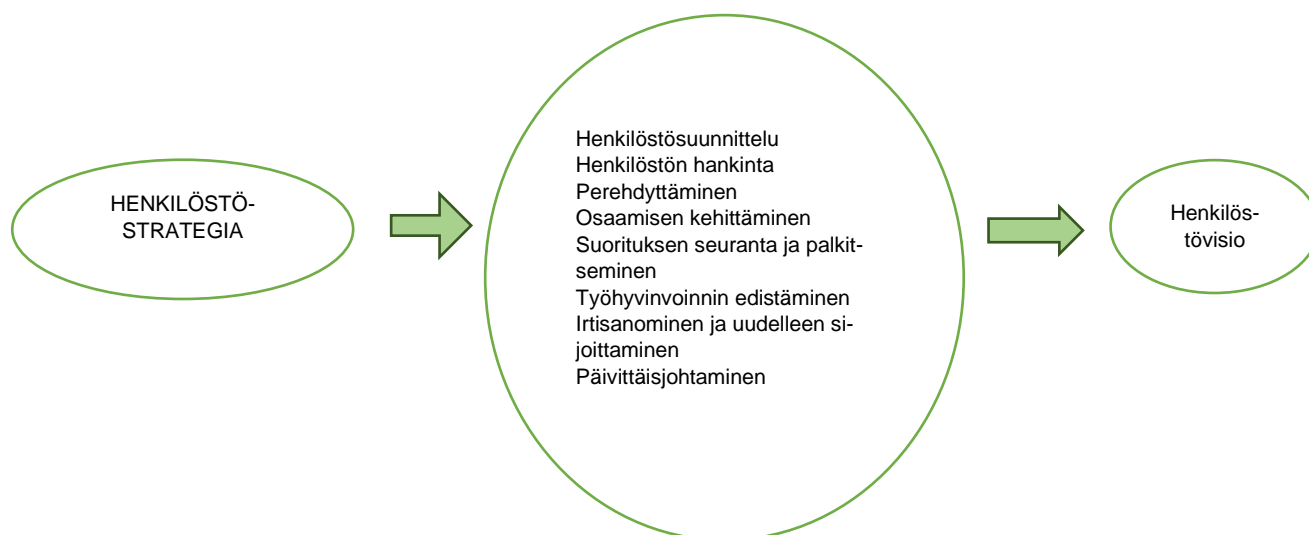 HENKILÖSTÖ-
STRATEGIA
Henkilöstösuunnittelu
Henkilöstön hankinta
Perehdyttäminen
Osaamisen kehittäminen
Suorituksen seuranta ja palkit-
seminen
Työhyvinvoinnin edistäminen
Irtisanominen ja uudelleen si-
joittaminen
Päivittäisjohtaminen
Henkilös-
tövisio